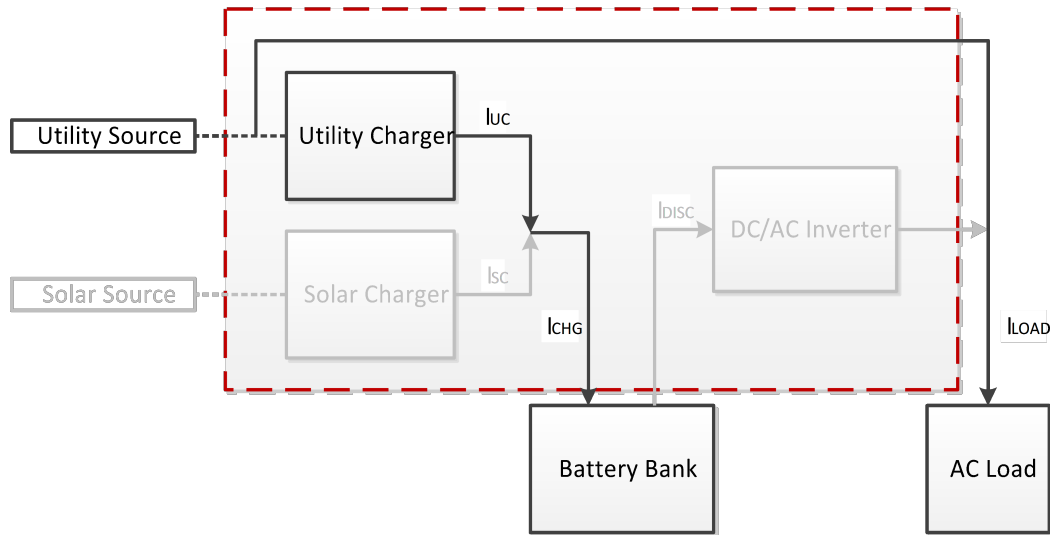 IUC
Utility Source
Utility Charger
IDISC
DC/AC Inverter
ISC
Solar Source
Solar Charger
ICHG
ILOAD
Battery Bank
AC Load